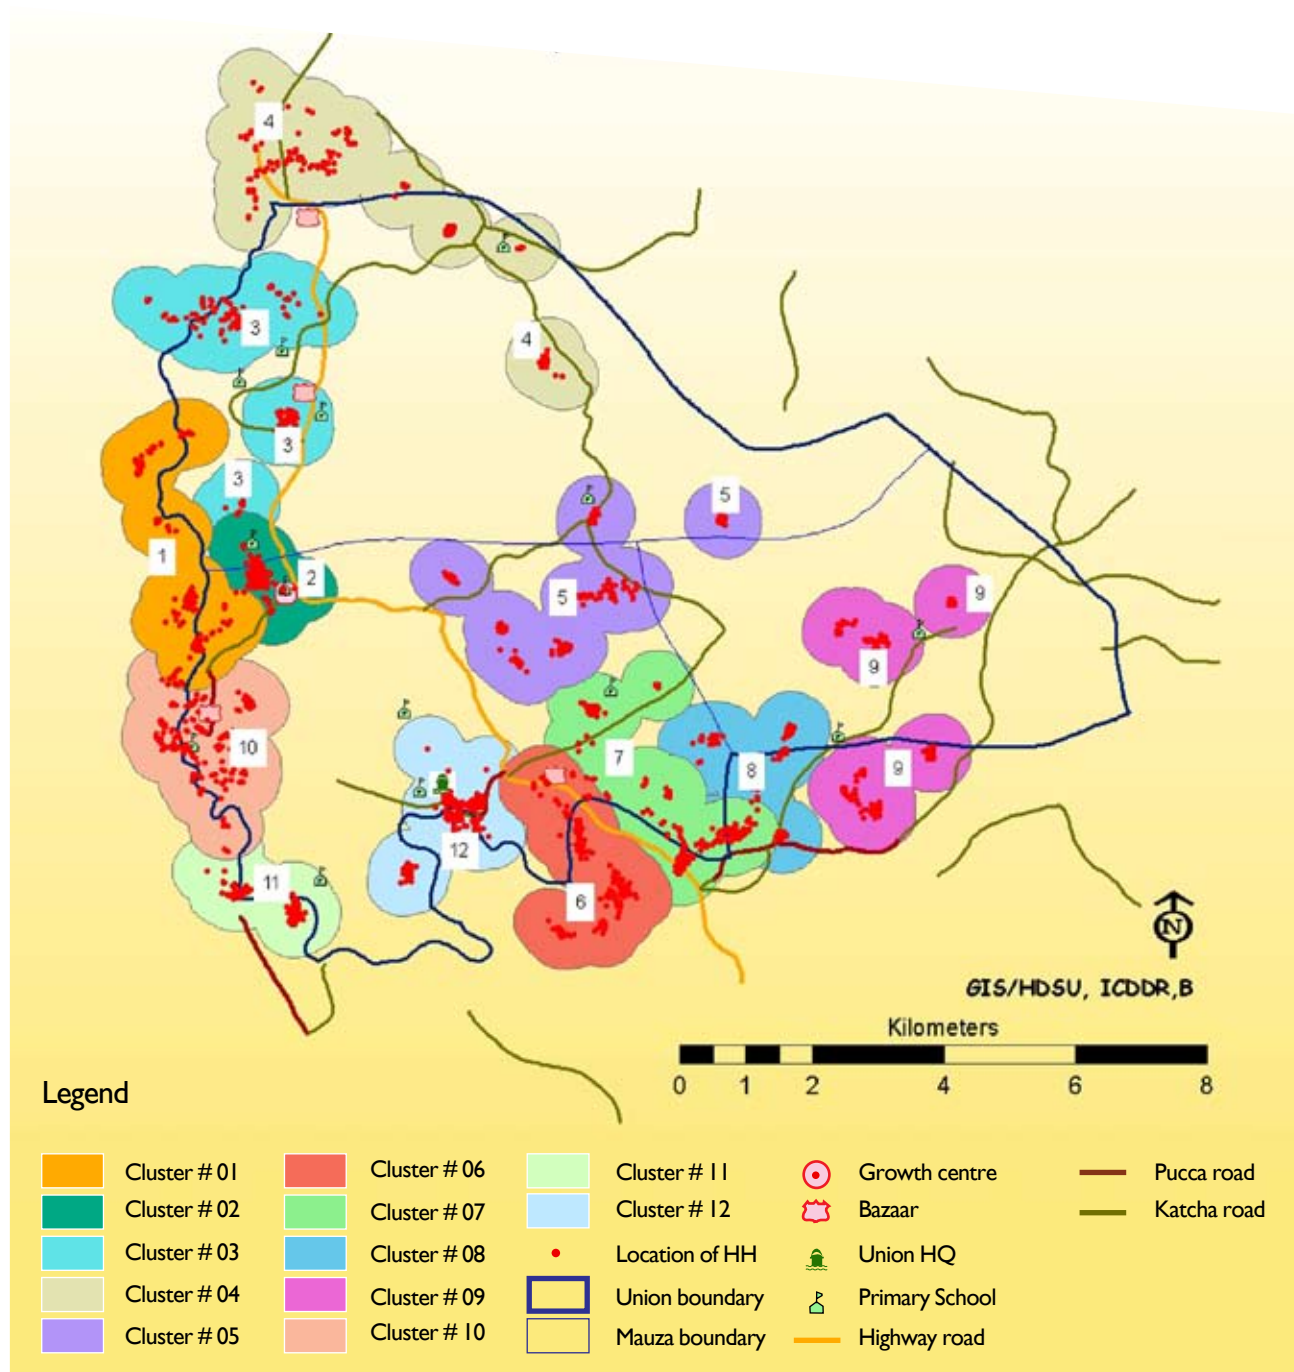 4
4
3
3
3
5
1
2
5
9
9
10
7
8
9
12
11
6
N
GIS/HDSU, ICDDR,B
Kilometers
0 1 2 4 6 8
Legend
Cluster # 01
Cluster # 02
Cluster # 03
Cluster # 04
Cluster # 05
Cluster # 06
Cluster # 07
Cluster # 08
Cluster # 09
Cluster # 10
Cluster # 11
Cluster # 12
Location of HH
Union boundary
Mauza boundary
Growth centre
Bazaar
Union HQ
Primary School
Highway road
Pucca road
Katcha road